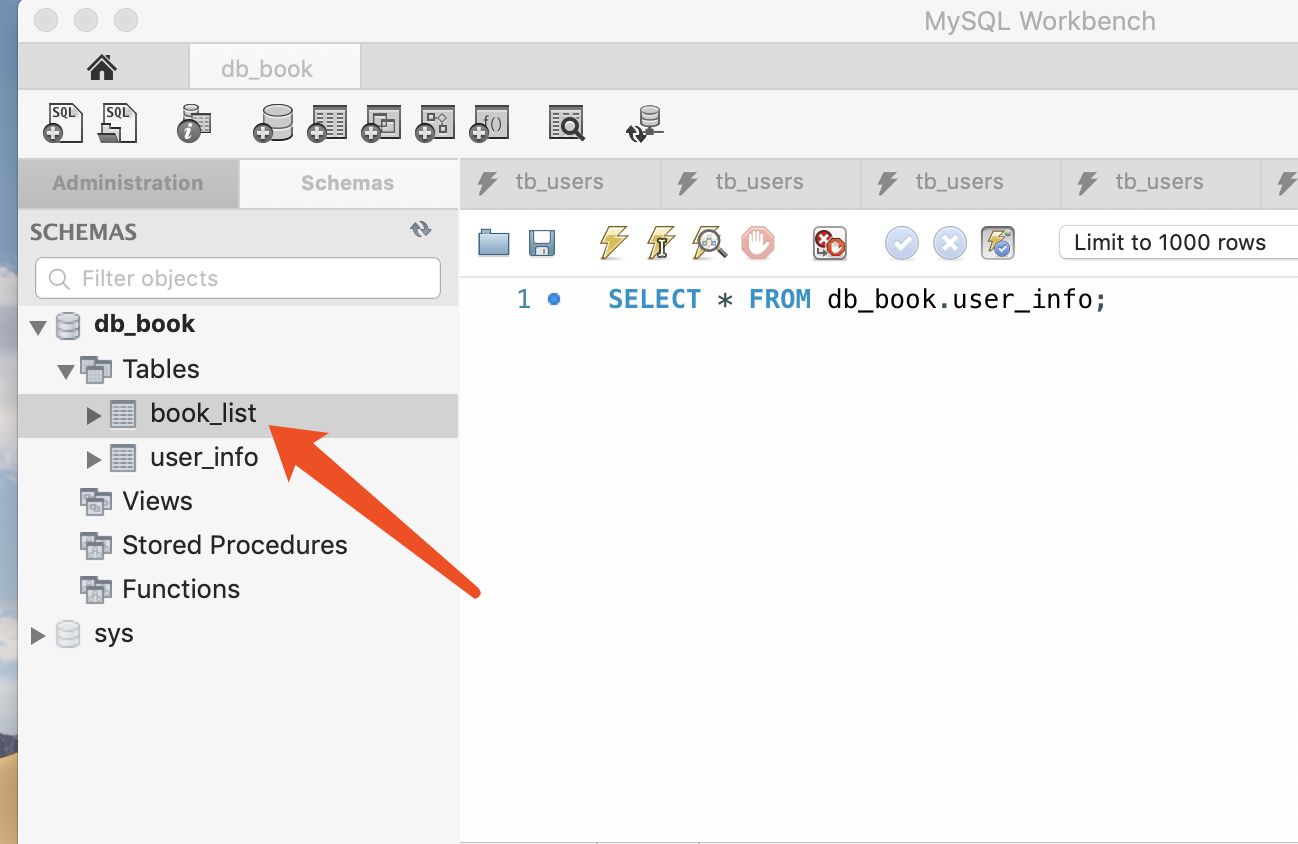 MySQL Workbench
db_book
SQL SQL f()
Administration Schemas tb_users tb_users tb_users tb_users
SCHEMAS
Filter objects
Limit to 1000 rows
1 SELECT * FROM db_book.user_info;
db_book
Tables
book_list
user_info
Views
Stored Procedures
Functions
sys